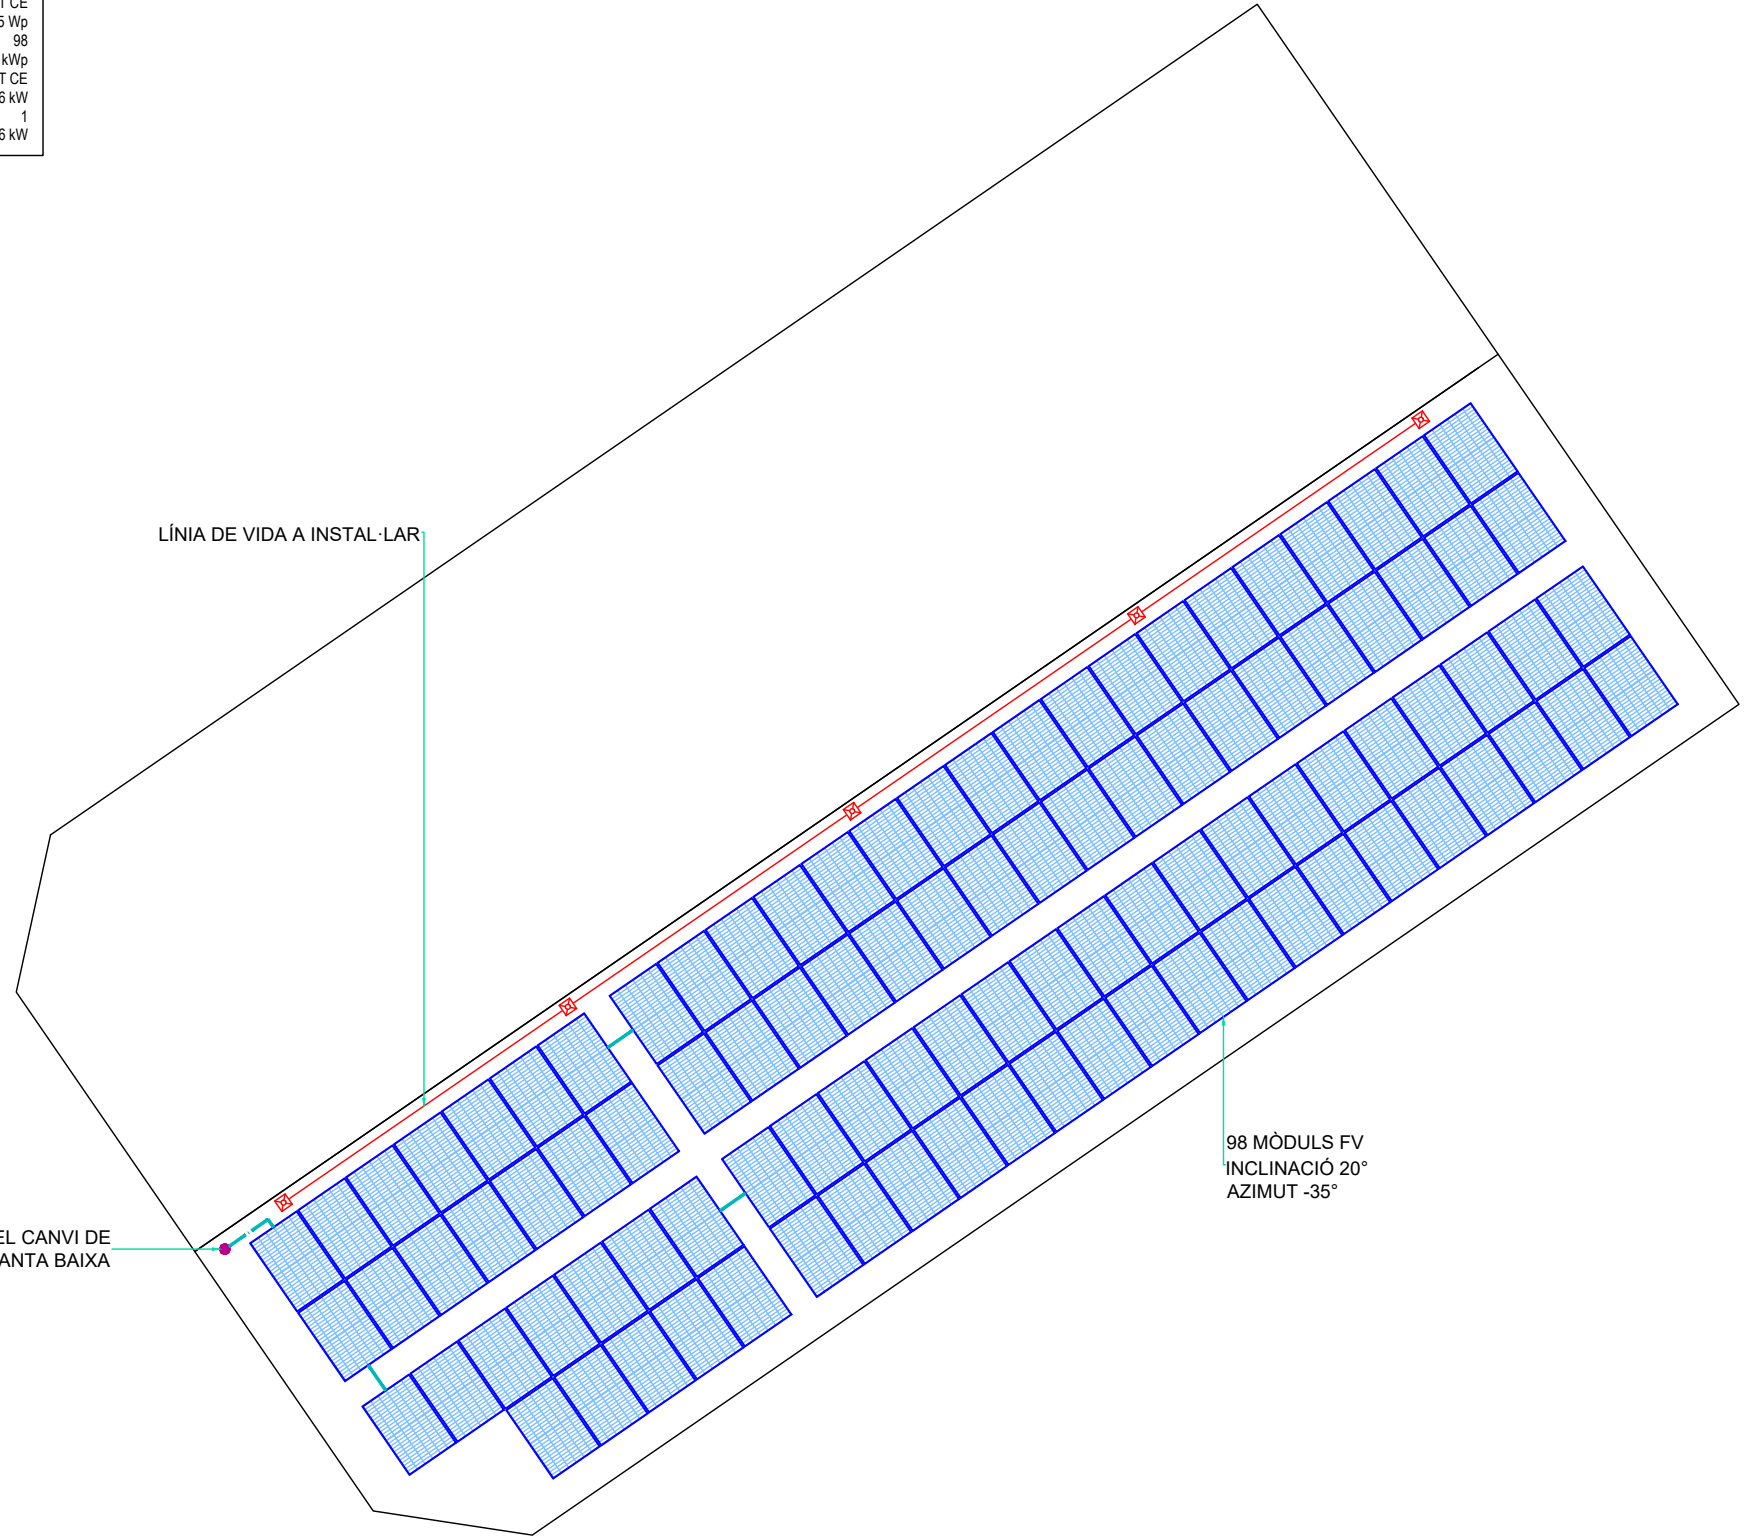 CE
5 Wp
98
kWp
T CE
6 kW
1
6 kW
LÍNIA DE VIDA A INSTAL·LAR
98 MÒDULS FV
INCLINACIÓ 20°
AZIMUT -35°
EL CANVI DE
ANTA BAIXA